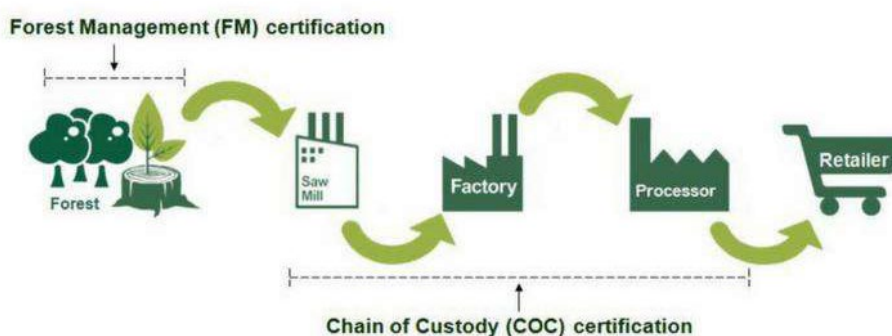 Forest Management (FM) certification
Forest
Saw
Mill
Factory
Processor
Retailer
Chain of Custody (COC) certification